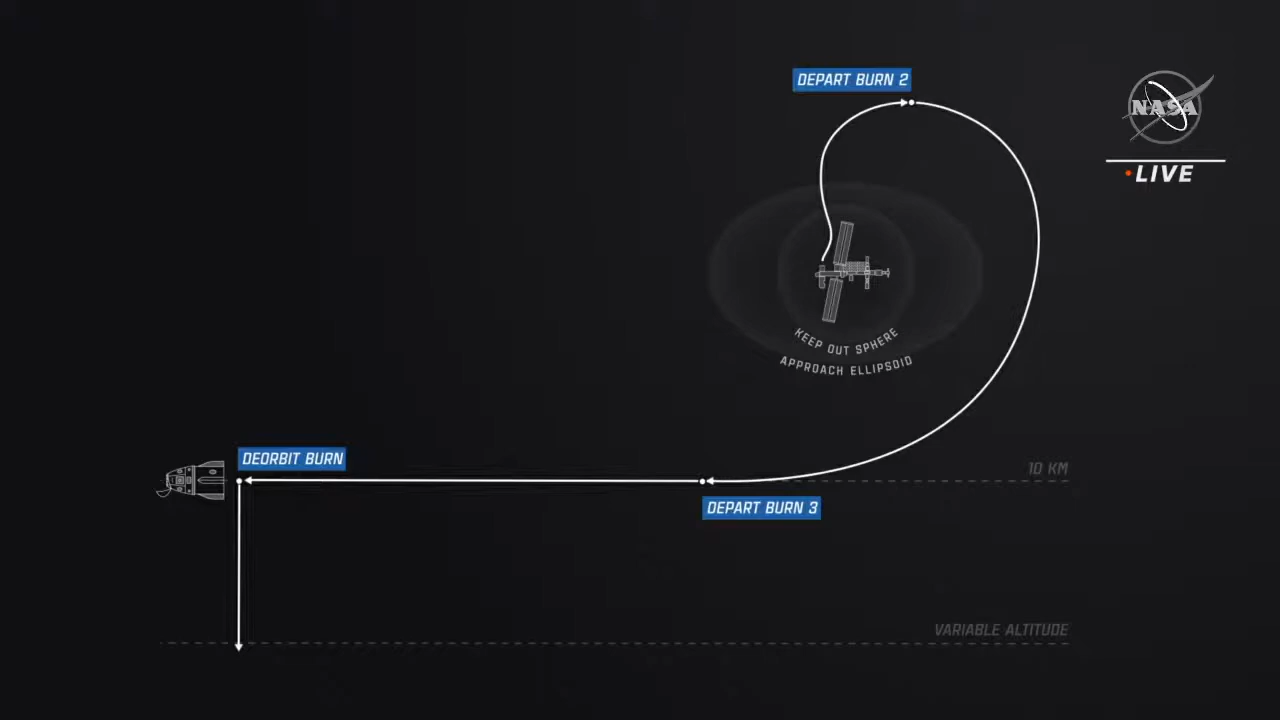 DEPART BURN 2
NASA
LIVE
KEEP OUT SPHERE
APPROACH ELLIPSOID
DEORBIT BURN
10 KM
DEPART BURN 3
VARIABLE ALTITUDE